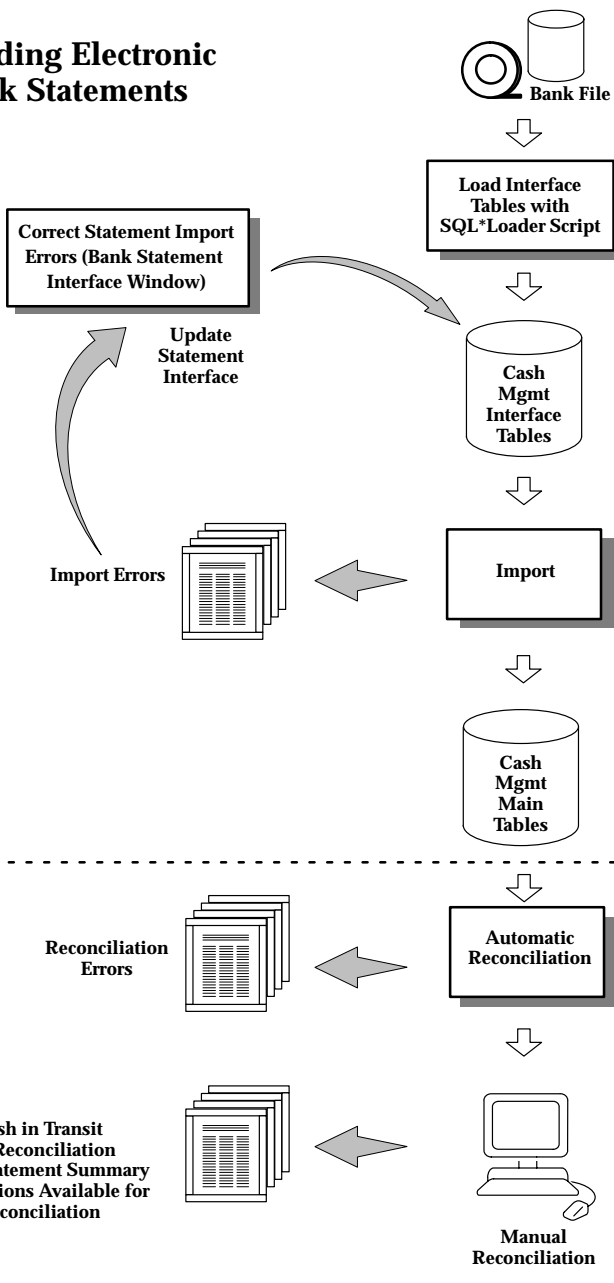 ding Electronic
k Statements
Bank File
Load Interface
Tables with
SQL*Loader Script
Correct Statement Import
Errors (Bank Statement
Interface Window)
Update
Statement
Interface
Cash
Mgmt
Interface
Tables
Import Errors
Import
Cash
Mgmt
Main
Tables
Reconciliation
Errors
Automatic
Reconciliation
sh in Transit
Reconciliation
tement Summary
ions Available for
conciliation
Manual
Reconciliation